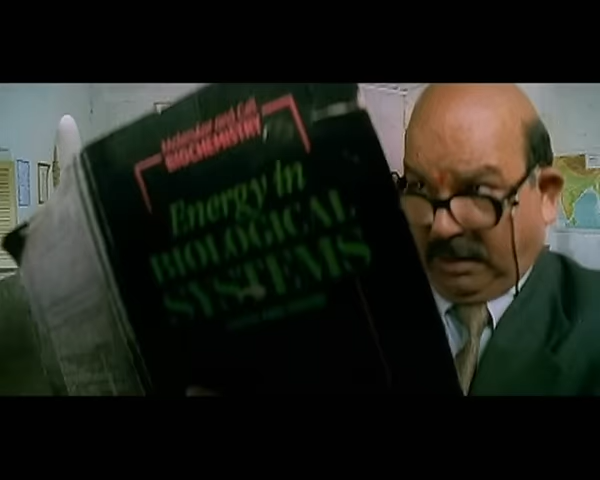 Molecular and Cell
BIOCHEMISTRY
Energy in
BIOLOGICAL
SYSTEMS